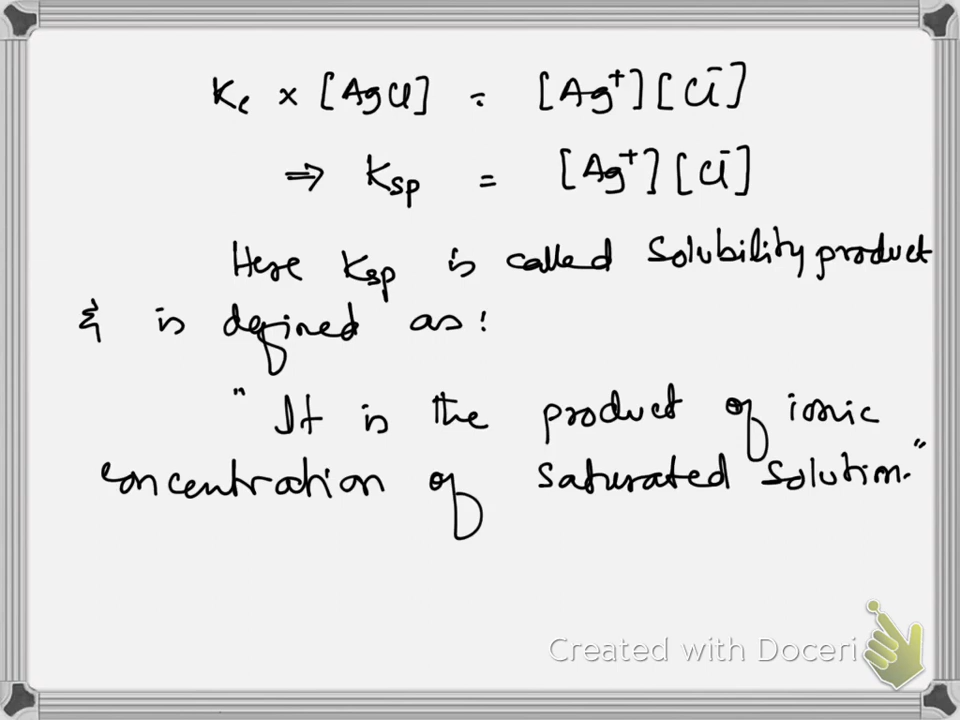 Kc × [AgCl] = [Ag⁺][Cl⁻]
⇒ Ksp = [Ag⁺][Cl⁻]
Here Ksp is called Solubility product
& is defined as:
" It is the product of ionic
concentration of saturated solution."
Created with Doceri